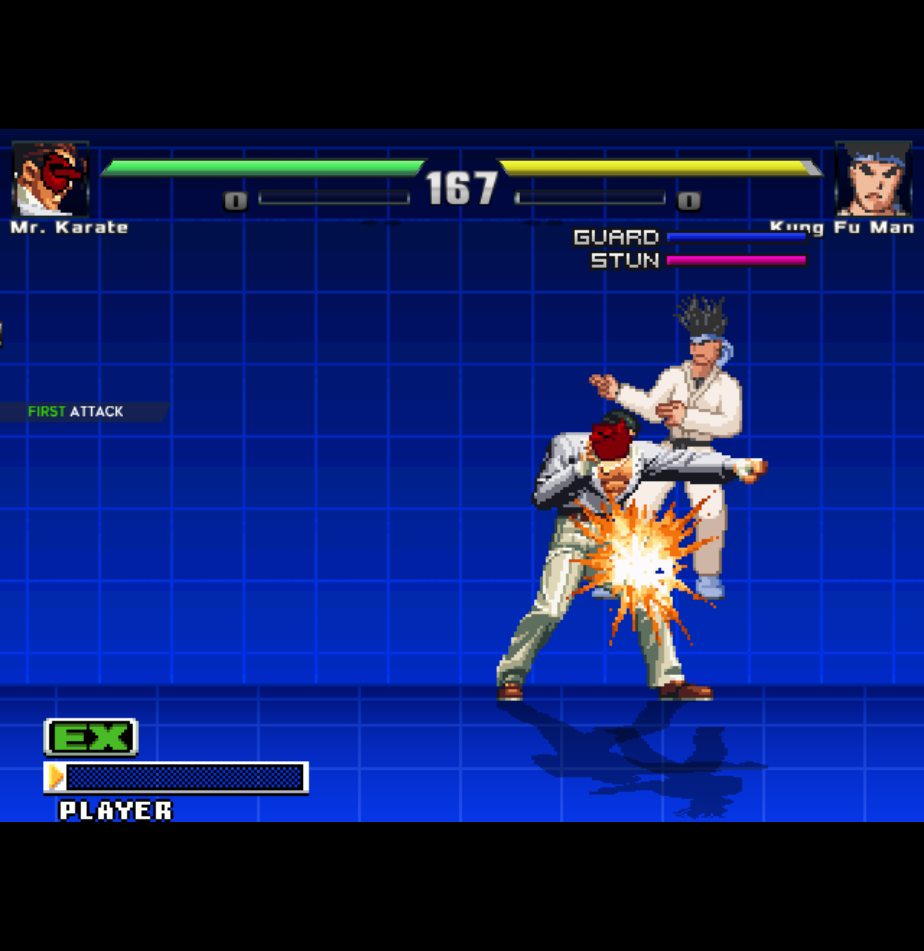 167
0
0
Mr. Karate
Kung Fu Man
GUARD
STUN
FIRST ATTACK
EX
PLAYER